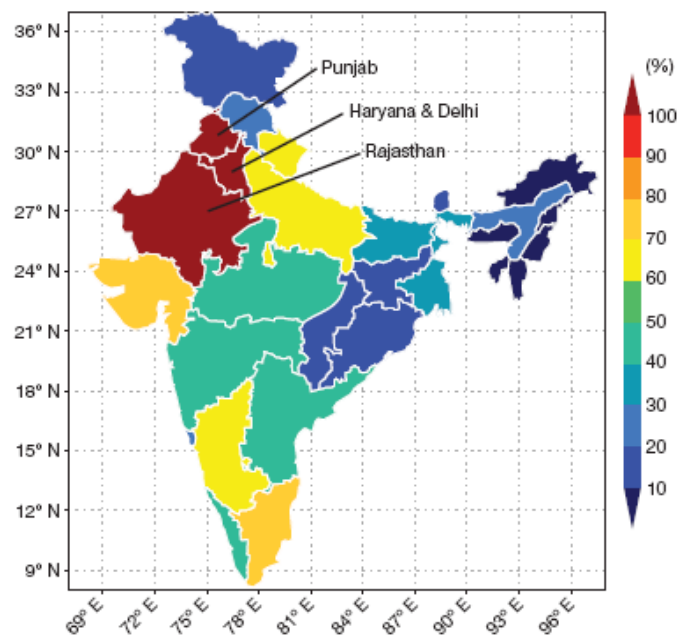 36° N
33° N
30° N
27° N
24° N
21° N
18° N
15° N
12° N
9° N
Punjab
Haryana & Delhi
Rajasthan
69° E
72° E
75° E
78° E
81° E
84° E
87° E
90° E
93° E
96° E
(%)
100
90
80
70
60
50
40
30
20
10